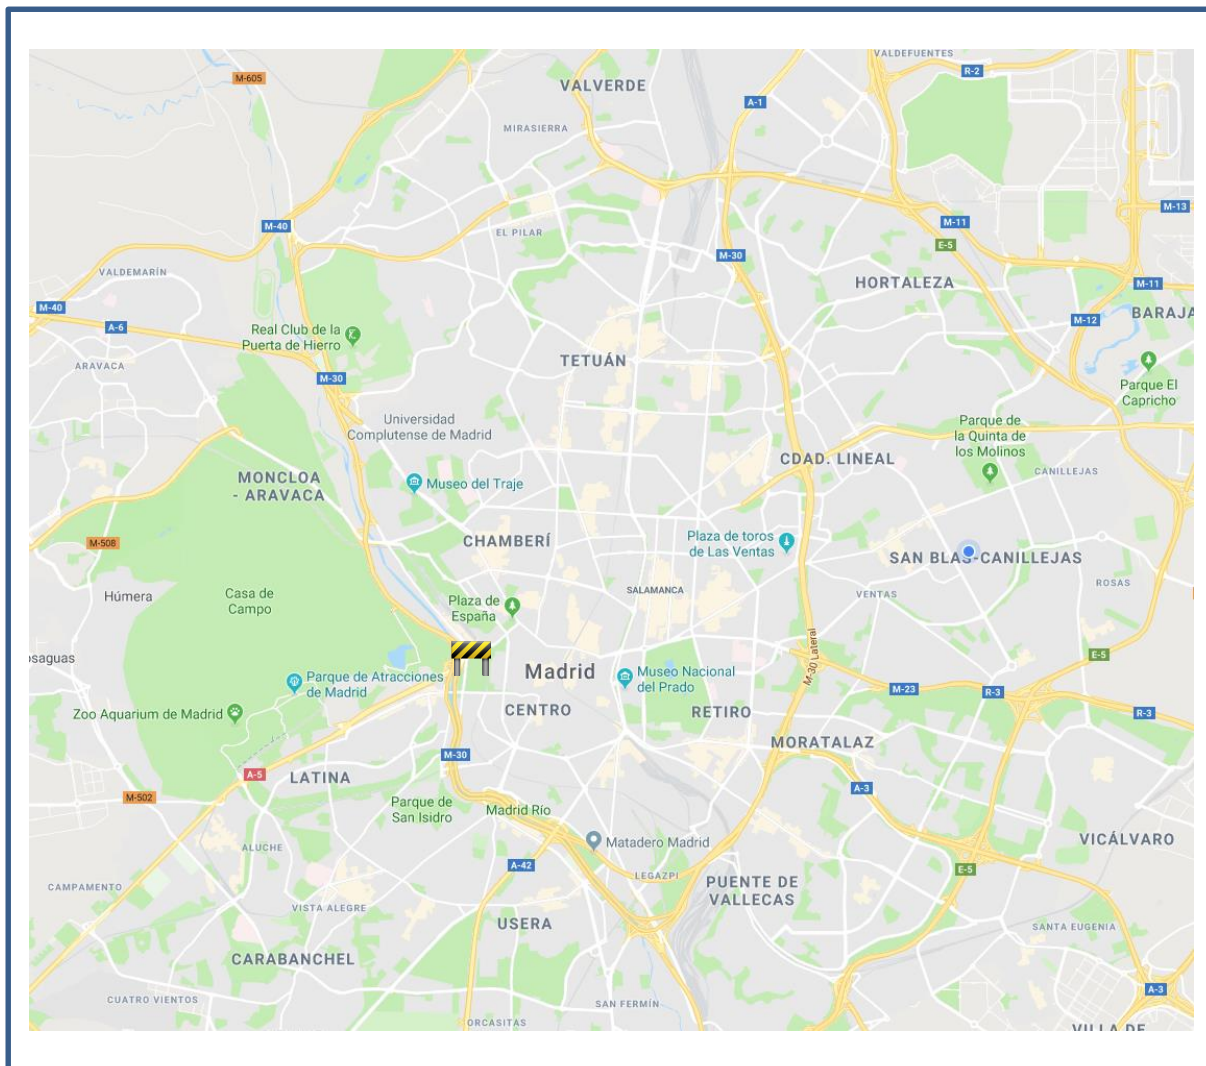 VALDEFUENTES
R-2
M-605
VALVERDE
A-1
MIRASIERRA
M-40
EL PILAR
M-11
M-13
E-5
M-30
VALDEMARÍN
HORTALEZA
M-11
M-40
A-6
Real Club de la
Puerta de Hierro
M-12
BARAJA
ARAVACA
TETUÁN
M-30
Parque El
Capricho
Universidad
Complutense de Madrid
Parque de
la Quinta de
los Molinos
CDAD. LINEAL
CANILLEJAS
MONCLOA
- ARAVACA
Museo del Traje
M-508
CHAMBERÍ
Plaza de toros
de Las Ventas
SAN BLAS-CANILLEJAS
ROSAS
Húmera
Casa de
Campo
Plaza de
España
SALAMANCA
VENTAS
M-30 Lateral
osaguas
E-5
Parque de Atracciones
de Madrid
Madrid
Museo Nacional
del Prado
M-23
R-3
R-3
Zoo Aquarium de Madrid
CENTRO
RETIRO
MORATALAZ
M-30
A-5
LATINA
M-502
A-3
Parque de
San Isidro
Madrid Río
Matadero Madrid
VICÁLVARO
ALUCHE
A-42
LEGAZPI
E-5
CAMPAMENTO
PUENTE DE
VALLECAS
VISTA ALEGRE
USERA
SANTA EUGENIA
CARABANCHEL
A-3
CUATRO VIENTOS
SAN FERMÍN
ORCASITAS
VILLA DE